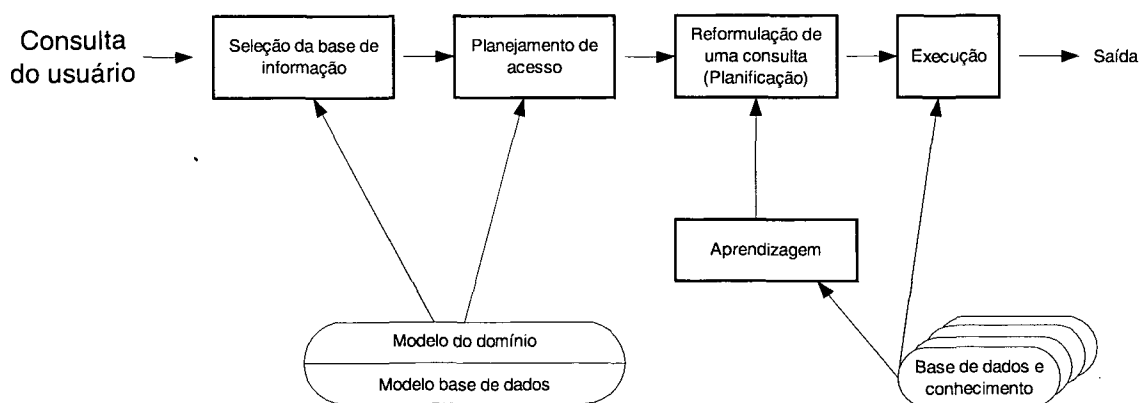 Consulta
do usuário
Seleção da base de
informação
Planejamento de
acesso
Reformulação de
uma consulta
(Planificação)
Execução
Saída
Aprendizagem
Modelo do domínio
Modelo base de dados
Base de dados e
conhecimento